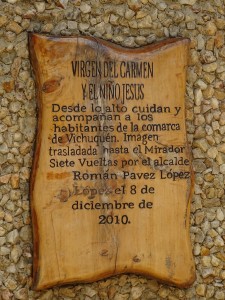 VIRGEN DEL CARMEN
Y EL NIÑO JESUS
Desde lo alto cuidan y
acompañan a los
habitantes de la comarca
de Vichuquén. Imagen
trasladada hasta el Mirador
Siete Vueltas por el alcalde
Román Pavez López
López el 8 de
diciembre de
2010.